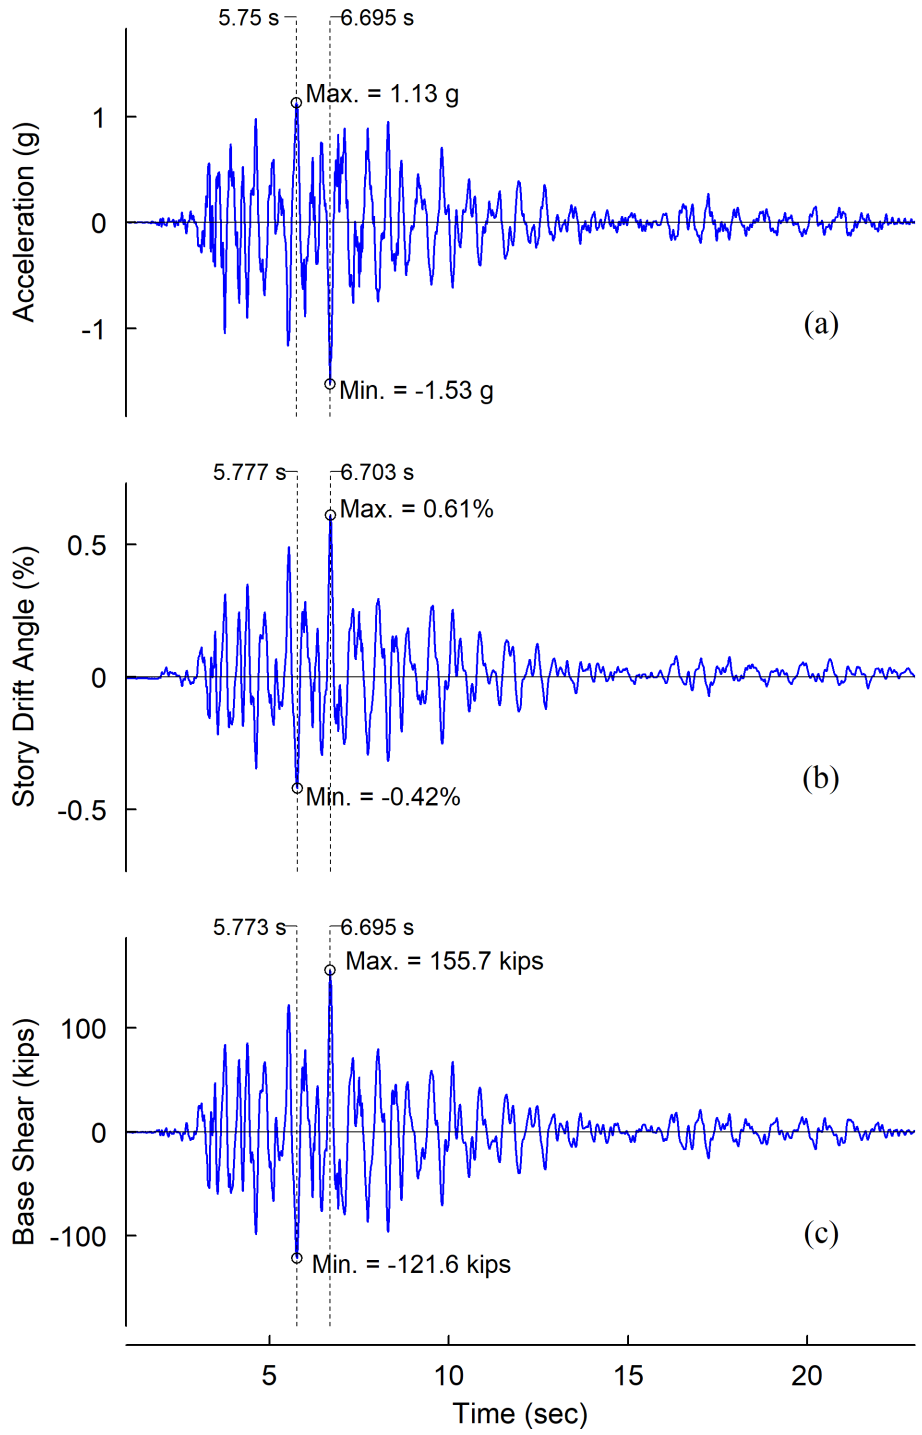 5.75 s
6.695 s
Max. = 1.13 g
1
0
-1
Acceleration (g)
(a)
Min. = -1.53 g
5.777 s
6.703 s
Max. = 0.61%
0.5
0
-0.5
Story Drift Angle (%)
Min. = -0.42%
(b)
5.773 s
6.695 s
Max. = 155.7 kips
100
0
-100
Base Shear (kips)
(c)
Min. = -121.6 kips
5 10 15 20
Time (sec)